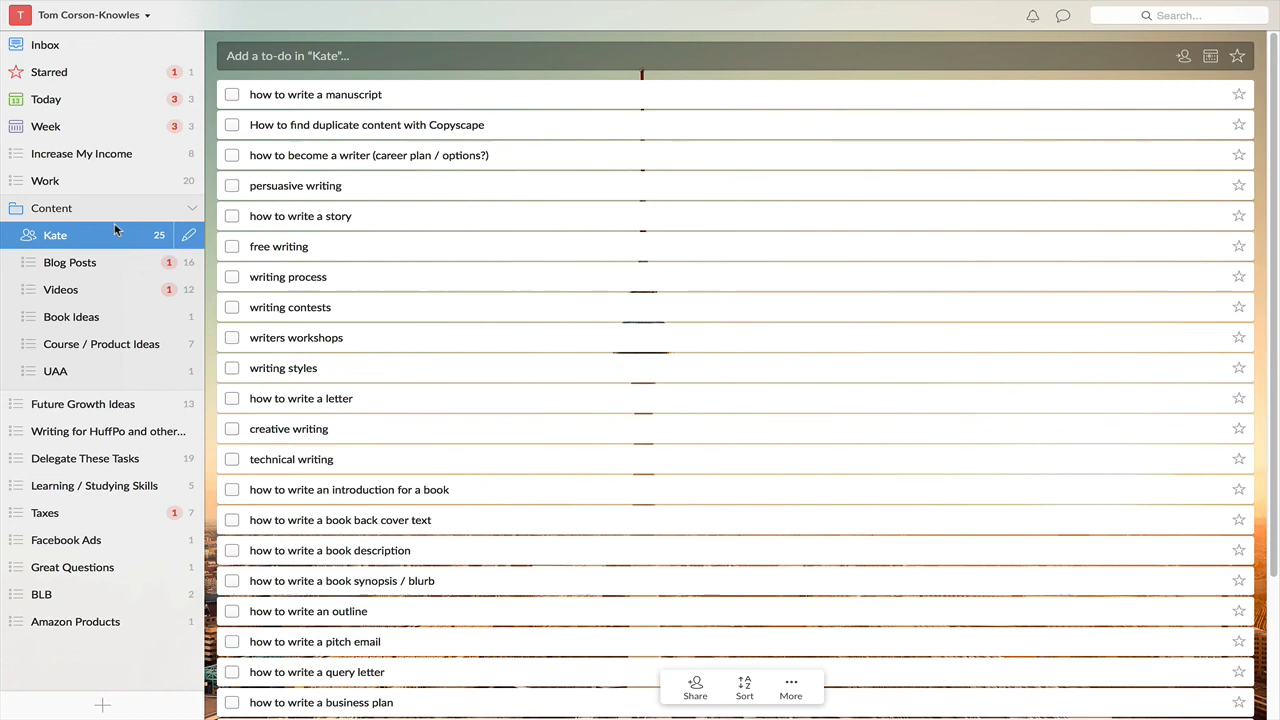 T Tom Corson-Knowles
Search...
Inbox
Starred 1 1
13 Today 3 3
Week 3 3
Increase My Income 8
Work 20
Content
Kate 25
Blog Posts 1 16
Videos 1 12
Book Ideas 1
Course / Product Ideas 7
UAA 1
Future Growth Ideas 13
Writing for HuffPo and other...
Delegate These Tasks 19
Learning / Studying Skills 5
Taxes 1 7
Facebook Ads 1
Great Questions 1
BLB 2
Amazon Products 1
Add a to-do in “Kate”...
how to write a manuscript
How to find duplicate content with Copyscape
how to become a writer (career plan / options?)
persuasive writing
how to write a story
free writing
writing process
writing contests
writers workshops
writing styles
how to write a letter
creative writing
technical writing
how to write an introduction for a book
how to write a book back cover text
how to write a book description
how to write a book synopsis / blurb
how to write an outline
how to write a pitch email
how to write a query letter
how to write a business plan
A
Z
Share Sort More